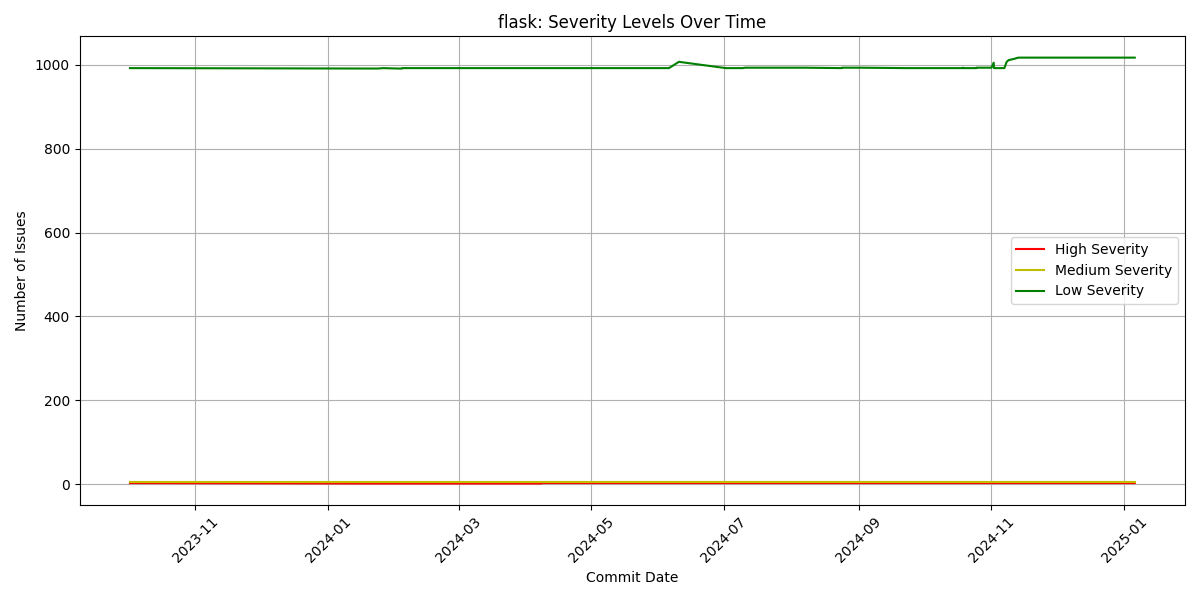 flask: Severity Levels Over Time
Number of Issues
1000
800
600
400
200
0
High Severity
Medium Severity
Low Severity
2023-11
2024-01
2024-03
2024-05
2024-07
2024-09
2024-11
2025-01
Commit Date